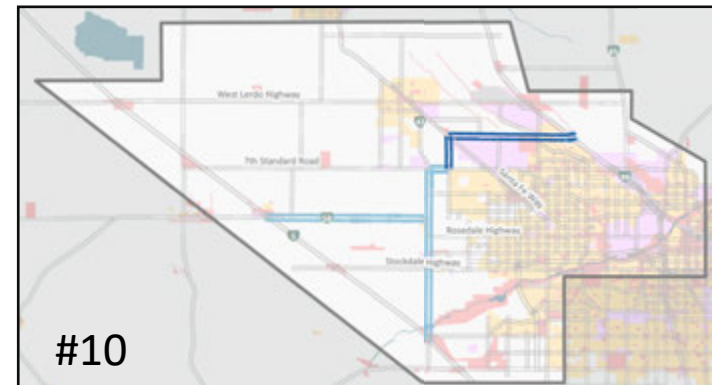 West Lerdo Highway
7th Standard Road
Santa Fe Way
Rosedale Highway
Stockdale Highway
#10